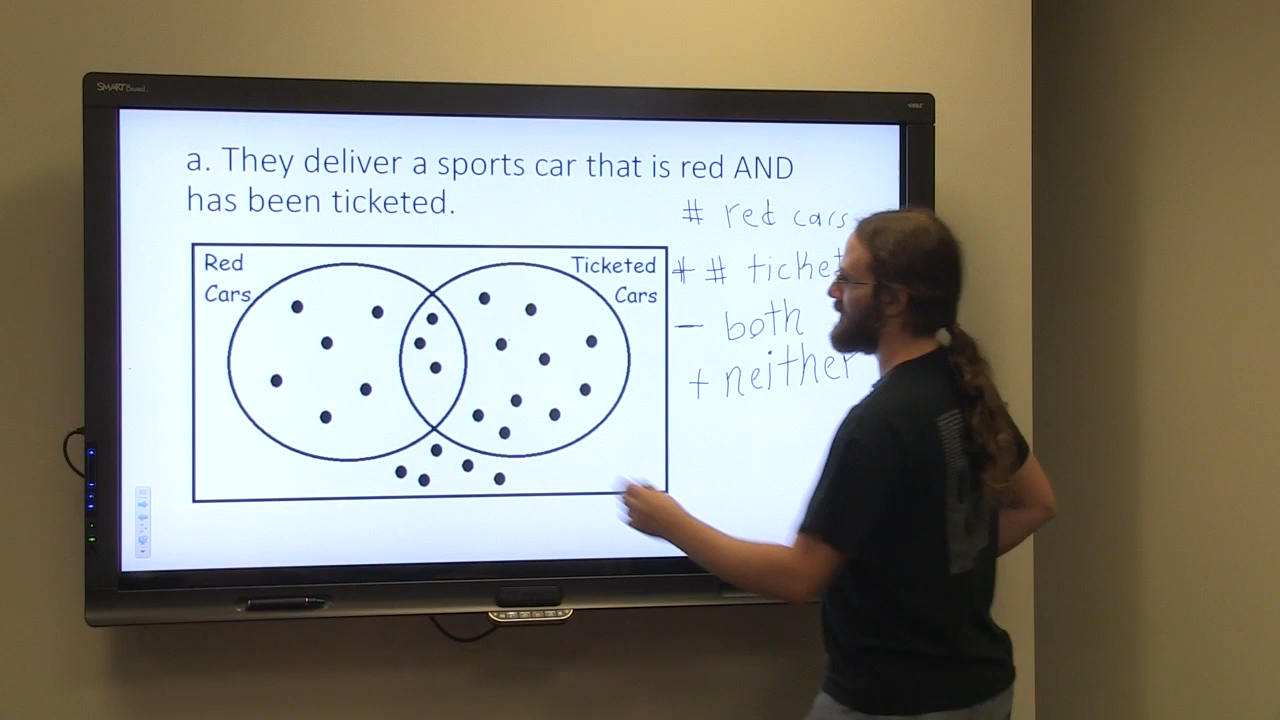 SMART Board
a. They deliver a sports car that is red AND
has been ticketed.
# red cars
+ # ticket
- both
+ neither
Red
Cars
Ticketed
Cars